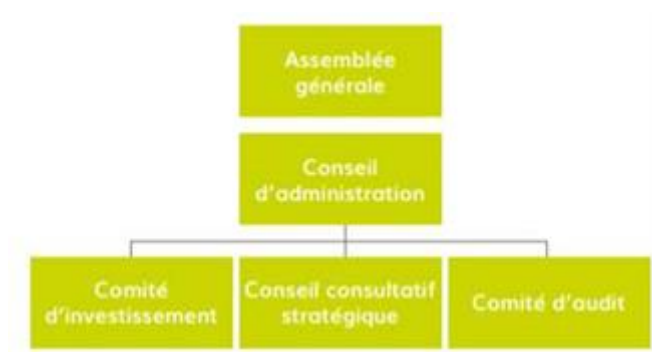 Assemblée
générale
Conseil
d'administration
Comité
d'investissement
Conseil consultatif
stratégique
Comité d'audit